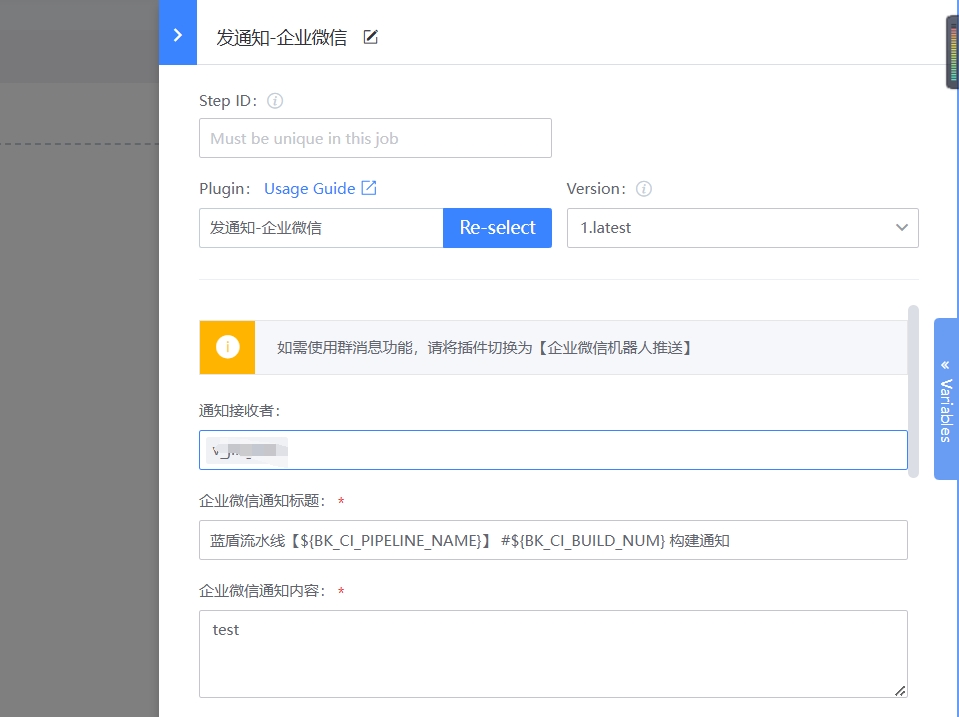 发通知-企业微信
Step ID：
Must be unique in this job
Plugin： Usage Guide Version：
发通知-企业微信 Re-select 1.latest
如需使用群消息功能，请将插件切换为【企业微信机器人推送】
通知接收者：
企业微信通知标题： *
蓝盾流水线【${BK_CI_PIPELINE_NAME}】 #${BK_CI_BUILD_NUM} 构建通知
企业微信通知内容： *
test
Variables